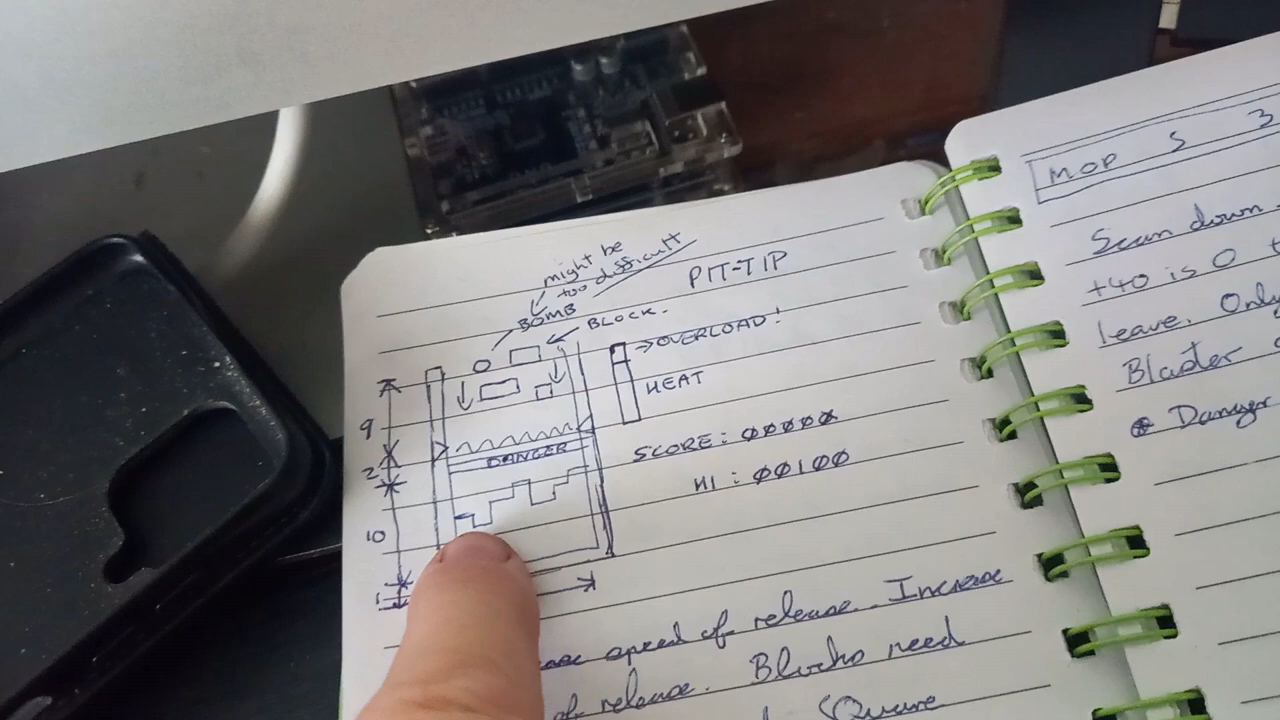 might be
too difficult
PIT-TIP
BOMB
BLOCK.
→OVERLOAD!
HEAT
9
DANGER
2
SCORE: 00000
HI: 00100
10
1
speed of release. Increase
of release. Blocks need
Square
MOP 5 3
Scan down
+40 is 0
leave. Only
Blaster
Danger